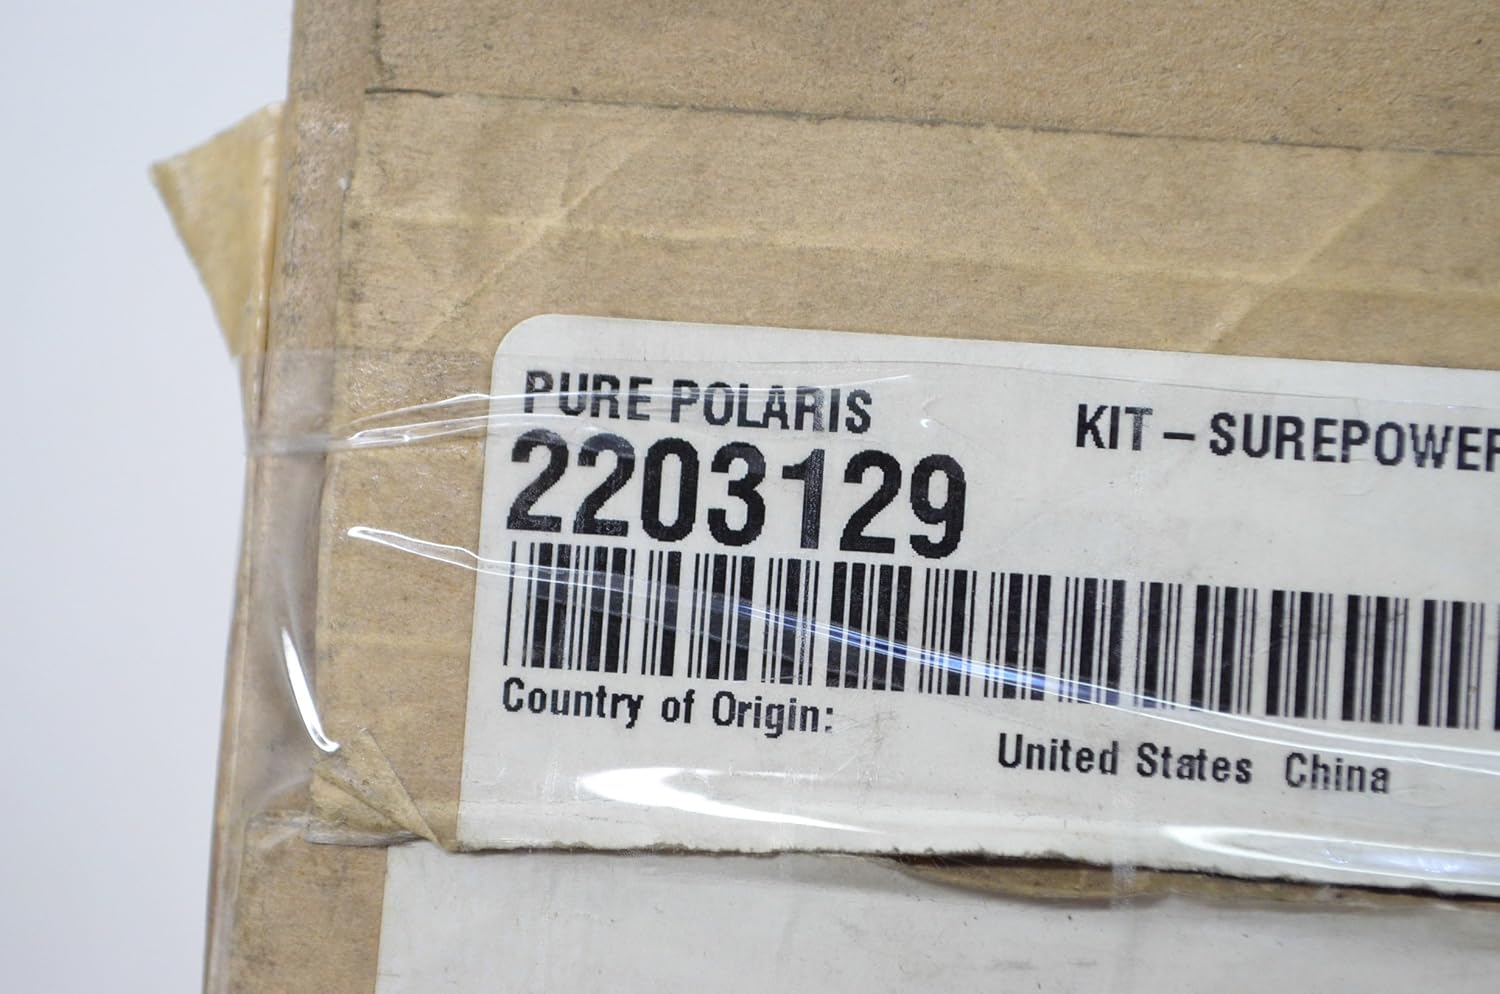 PURE POLARIS
KIT – SUREPOWER
2203129
Country of Origin:
United States China